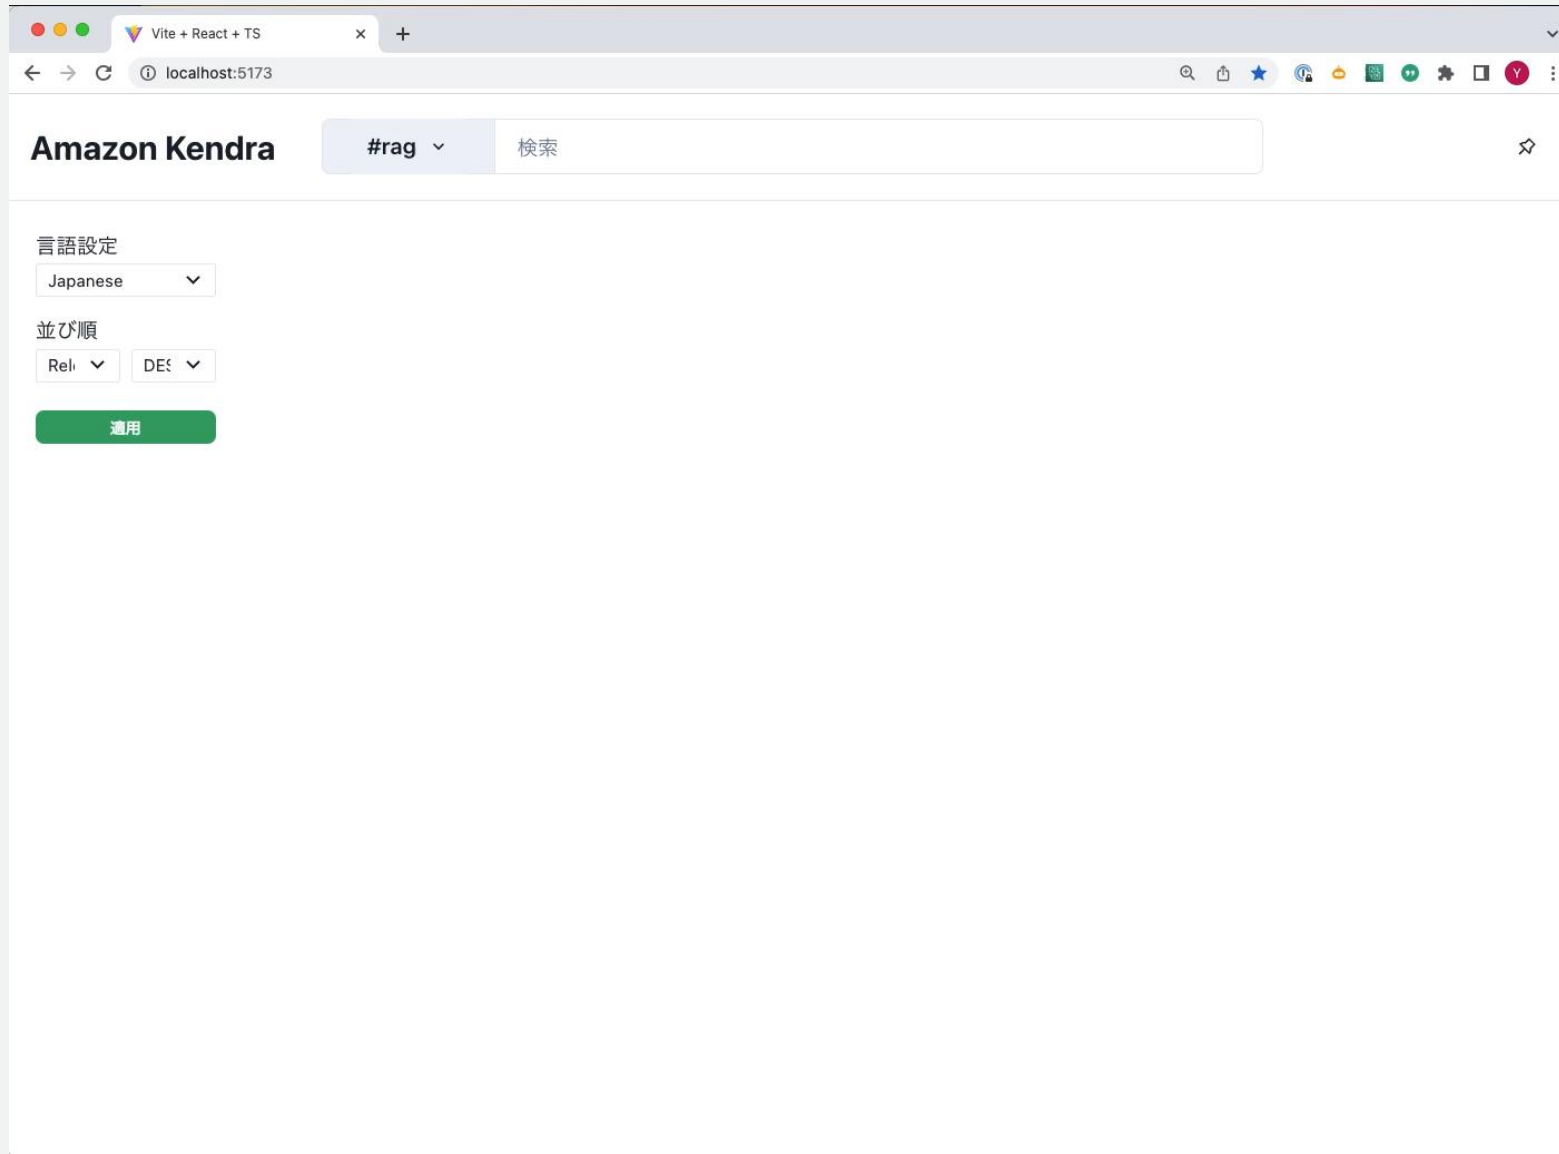 Vite + React + TS
localhost:5173
Y
Amazon Kendra
#rag
検索
言語設定
Japanese
並び順
Rel
DES
適用